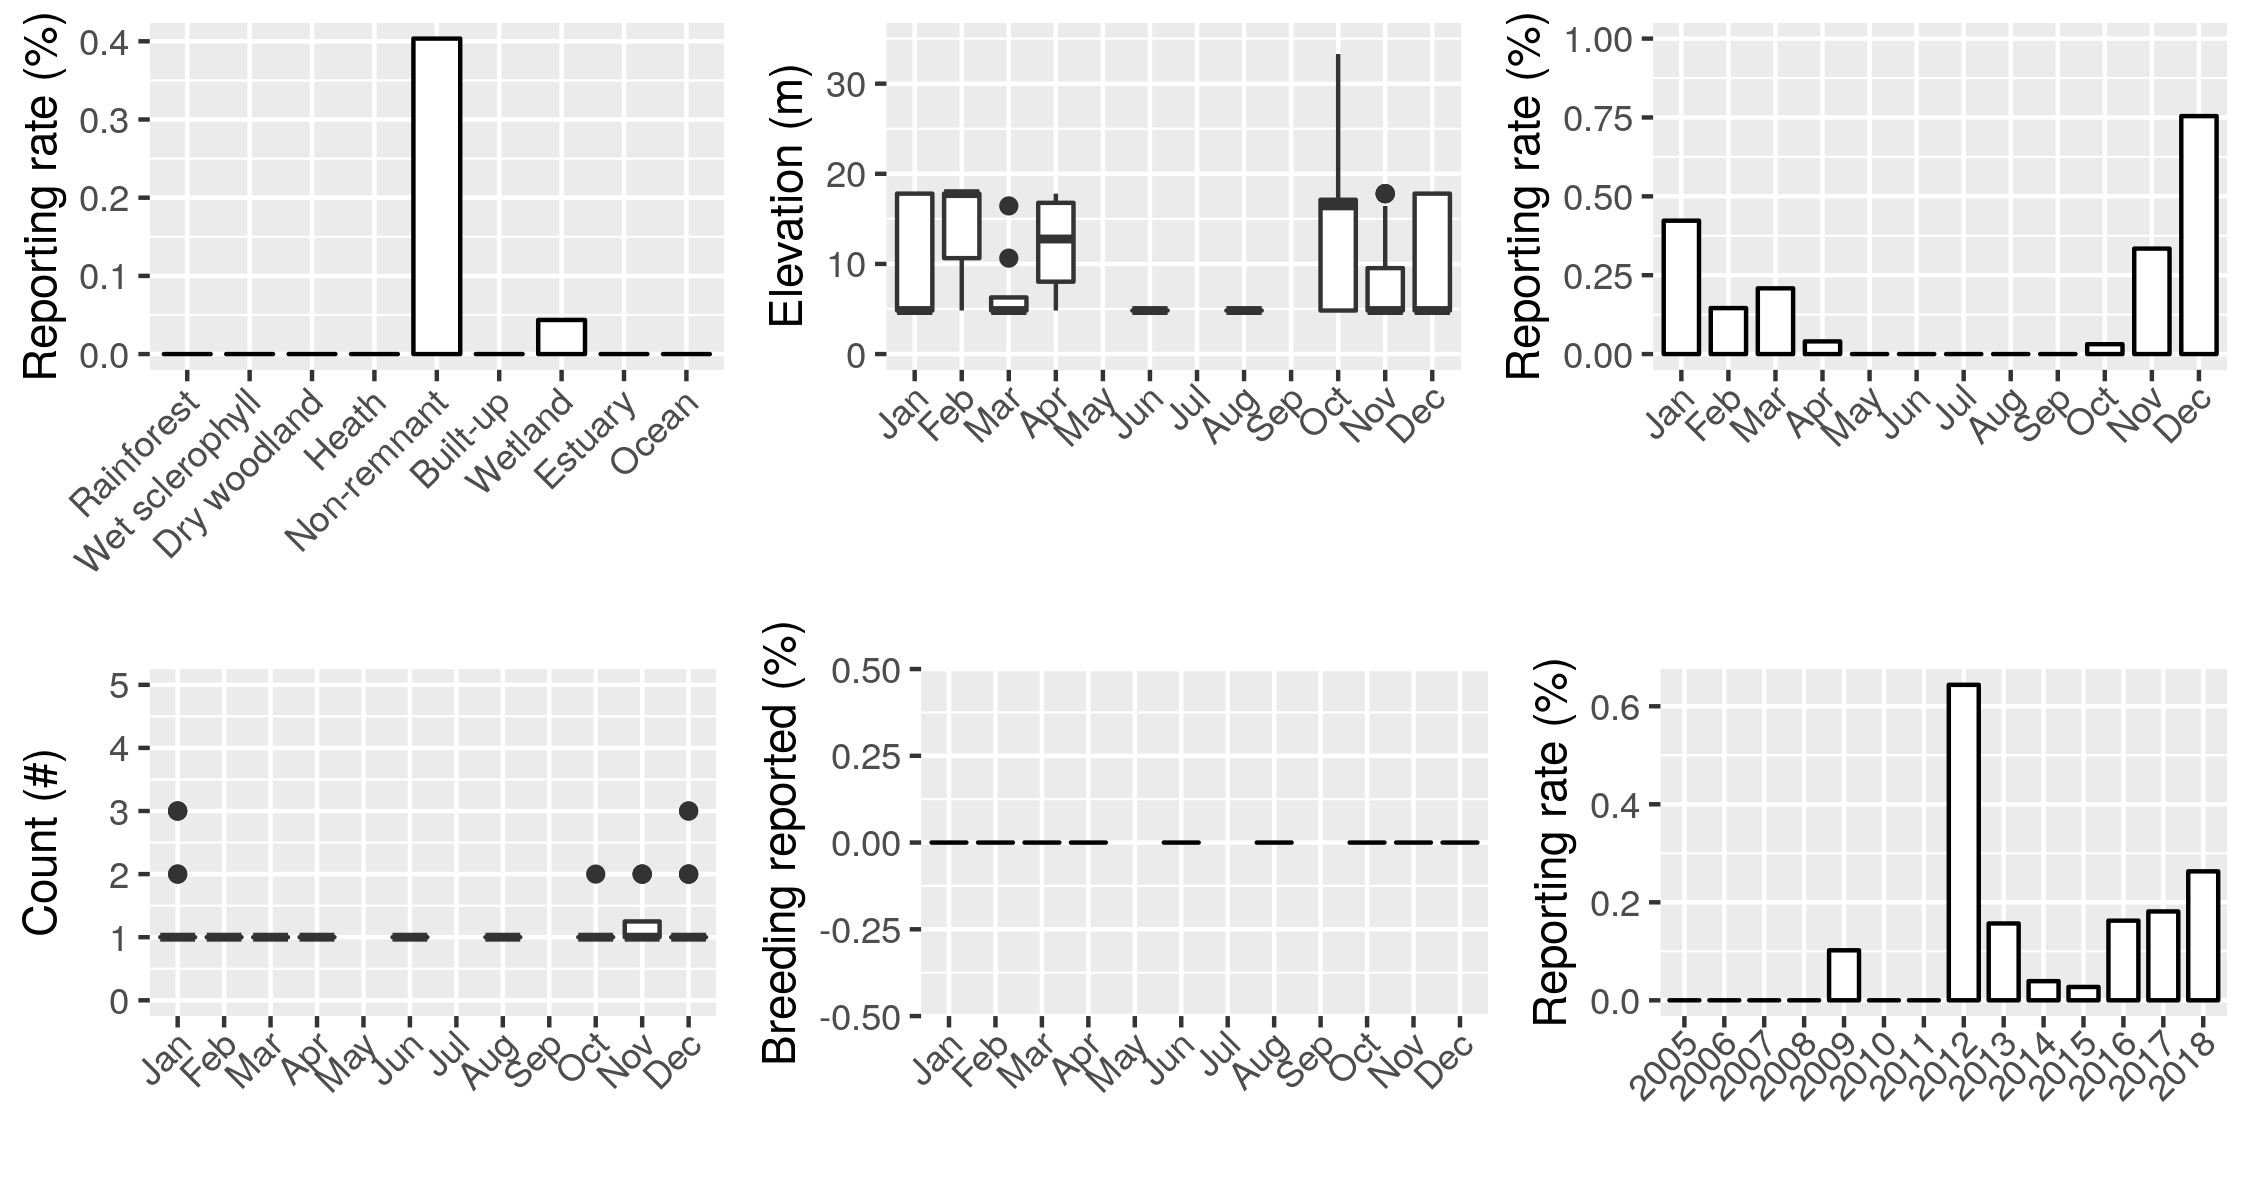 Reporting rate (%)
0.4
0.3
0.2
0.1
0.0
Rainforest
Wet sclerophyll
Dry woodland
Heath
Non-remnant
Built-up
Wetland
Estuary
Ocean
Elevation (m)
30
20
10
0
Jan
Feb
Mar
Apr
May
Jun
Jul
Aug
Sep
Oct
Nov
Dec
Reporting rate (%)
1.00
0.75
0.50
0.25
0.00
Jan
Feb
Mar
Apr
May
Jun
Jul
Aug
Sep
Oct
Nov
Dec
Count (#)
5
4
3
2
1
0
Jan
Feb
Mar
Apr
May
Jun
Jul
Aug
Sep
Oct
Nov
Dec
Breeding reported (%)
0.50
0.25
0.00
-0.25
-0.50
Jan
Feb
Mar
Apr
May
Jun
Jul
Aug
Sep
Oct
Nov
Dec
Reporting rate (%)
0.6
0.4
0.2
0.0
2005
2006
2007
2008
2009
2010
2011
2012
2013
2014
2015
2016
2017
2018